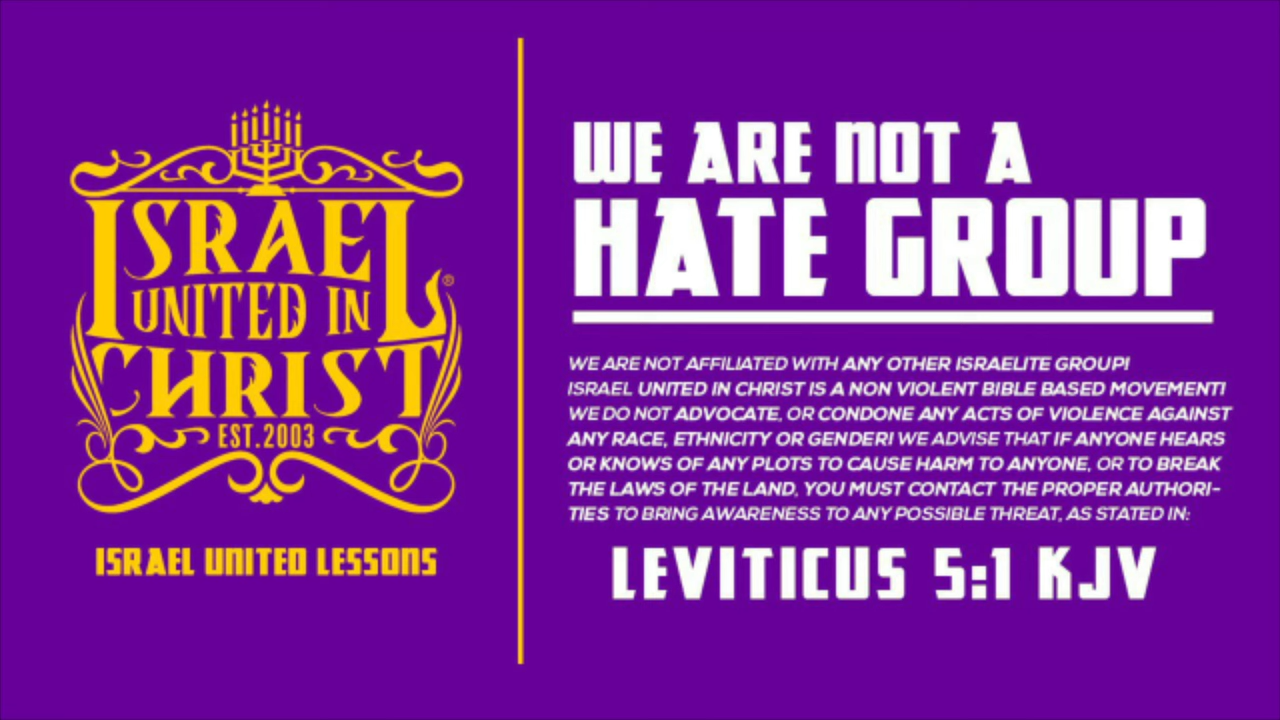 ISRAEL
UNITED IN
CHRIST
®
EST.2003
ISRAEL UNITED LESSONS
WE ARE NOT A
HATE GROUP
WE ARE NOT AFFILIATED WITH ANY OTHER ISRAELITE GROUP!
ISRAEL UNITED IN CHRIST IS A NON VIOLENT BIBLE BASED MOVEMENT!
WE DO NOT ADVOCATE, OR CONDONE ANY ACTS OF VIOLENCE AGAINST
ANY RACE, ETHNICITY OR GENDER! WE ADVISE THAT IF ANYONE HEARS
OR KNOWS OF ANY PLOTS TO CAUSE HARM TO ANYONE, OR TO BREAK
THE LAWS OF THE LAND, YOU MUST CONTACT THE PROPER AUTHORI-
TIES TO BRING AWARENESS TO ANY POSSIBLE THREAT, AS STATED IN:
LEVITICUS 5:1 KJV